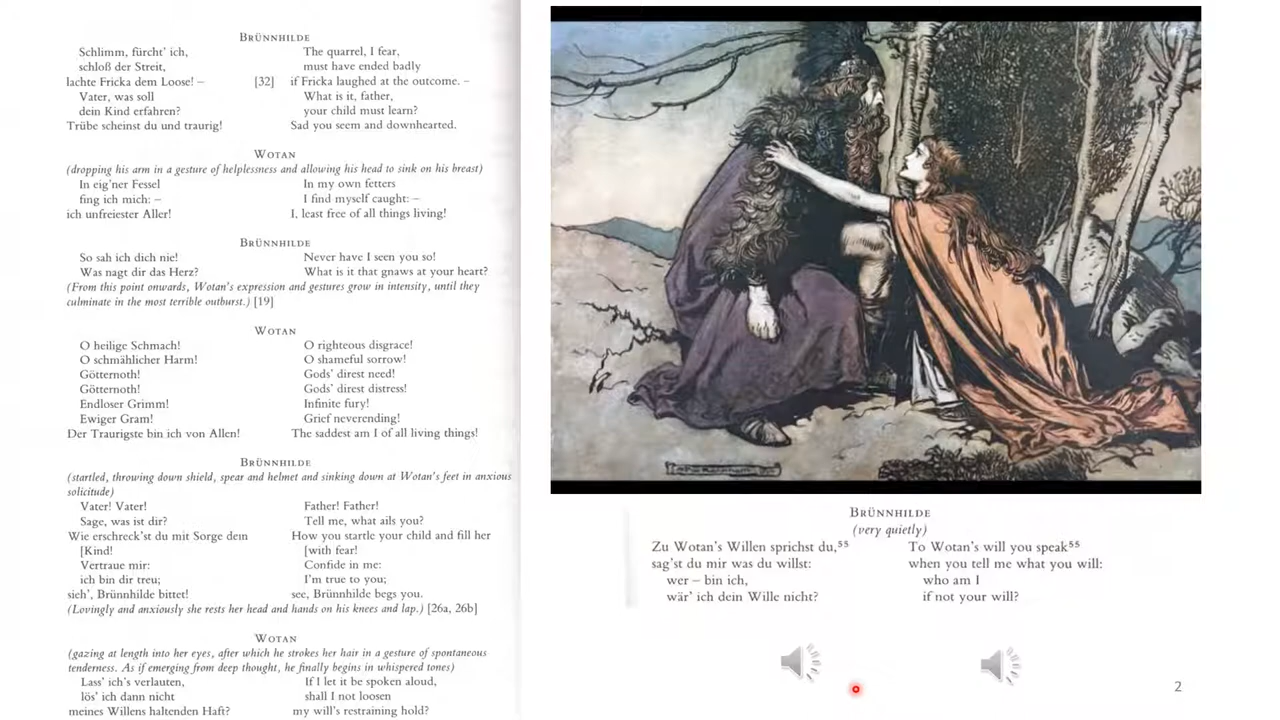 BRÜNNHILDE
Schlimm, fürcht' ich, The quarrel, I fear,
schloß der Streit, must have ended badly
lachte Fricka dem Loose! – [32] if Fricka laughed at the outcome. –
Vater, was soll What is it, father,
dein Kind erfahren? your child must learn?
Trübe scheinst du und traurig! Sad you seem and downhearted.
WOTAN
(dropping his arm in a gesture of helplessness and allowing his head to sink on his breast)
In eig'ner Fessel In my own fetters
fing ich mich: – I find myself caught: –
ich unfreiester Aller! I, least free of all things living!
BRÜNNHILDE
So sah ich dich nie! Never have I seen you so!
Was nagt dir das Herz? What is it that gnaws at your heart?
(From this point onwards, Wotan's expression and gestures grow in intensity, until they
culminate in the most terrible outburst.) [19]
WOTAN
O heilige Schmach! O righteous disgrace!
O schmählicher Harm! O shameful sorrow!
Götternoth! Gods' direst need!
Götternoth! Gods' direst distress!
Endloser Grimm! Infinite fury!
Ewiger Gram! Grief neverending!
Der Traurigste bin ich von Allen! The saddest am I of all living things!
BRÜNNHILDE
(startled, throwing down shield, spear and helmet and sinking down at Wotan's feet in anxious
solicitude)
Vater! Vater! Father! Father!
Sage, was ist dir? Tell me, what ails you?
Wie erschreck'st du mit Sorge dein How you startle your child and fill her
[Kind! [with fear!
Vertraue mir: Confide in me:
ich bin dir treu; I'm true to you;
sieh', Brünnhilde bittet! see, Brünnhilde begs you.
(Lovingly and anxiously she rests her head and hands on his knees and lap.) [26a, 26b]
WOTAN
(gazing at length into her eyes, after which he strokes her hair in a gesture of spontaneous
tenderness. As if emerging from deep thought, he finally begins in whispered tones)
Lass' ich's verlauten, If I let it be spoken aloud,
lös' ich dann nicht shall I not loosen
meines Willens haltenden Haft? my will's restraining hold?
BRÜNNHILDE
(very quietly)
Zu Wotan's Willen sprichst du,⁵⁵ To Wotan's will you speak⁵⁵
sag'st du mir was du willst: when you tell me what you will:
wer – bin ich, who am I
wär' ich dein Wille nicht? if not your will?
2